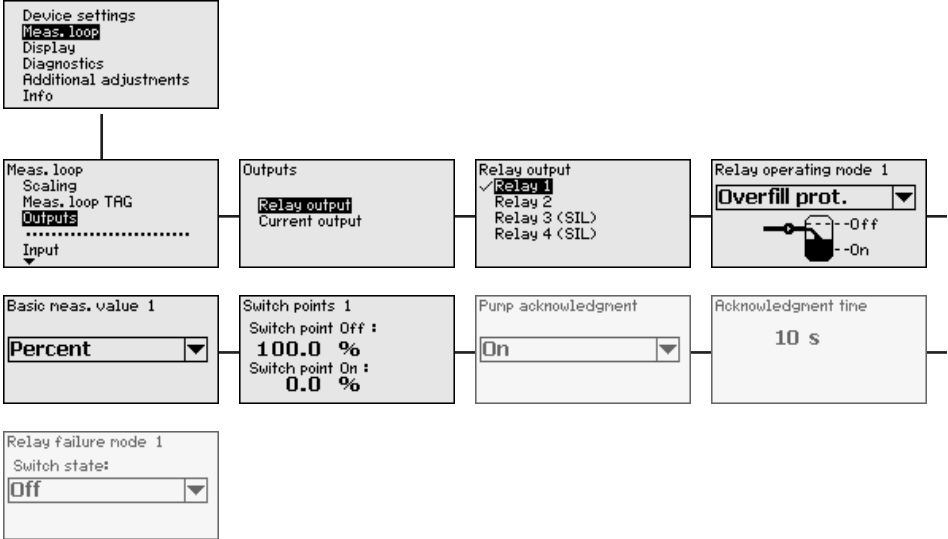 Device settings
Meas. loop
Display
Diagnostics
Additional adjustments
Info
Meas. loop
Scaling
Meas. loop TAG
Outputs
Input
Outputs
Relay output
Current output
Relay output
Relay 1
Relay 2
Relay 3 (SIL)
Relay 4 (SIL)
Relay operating mode 1
Overfill prot.
--Off
--On
Basic meas. value 1
Percent
Switch points 1
Switch point Off :
100.0 %
Switch point On :
0.0 %
Pump acknowledgment
On
Acknowledgment time
10 s
Relay failure mode 1
Switch state:
Off